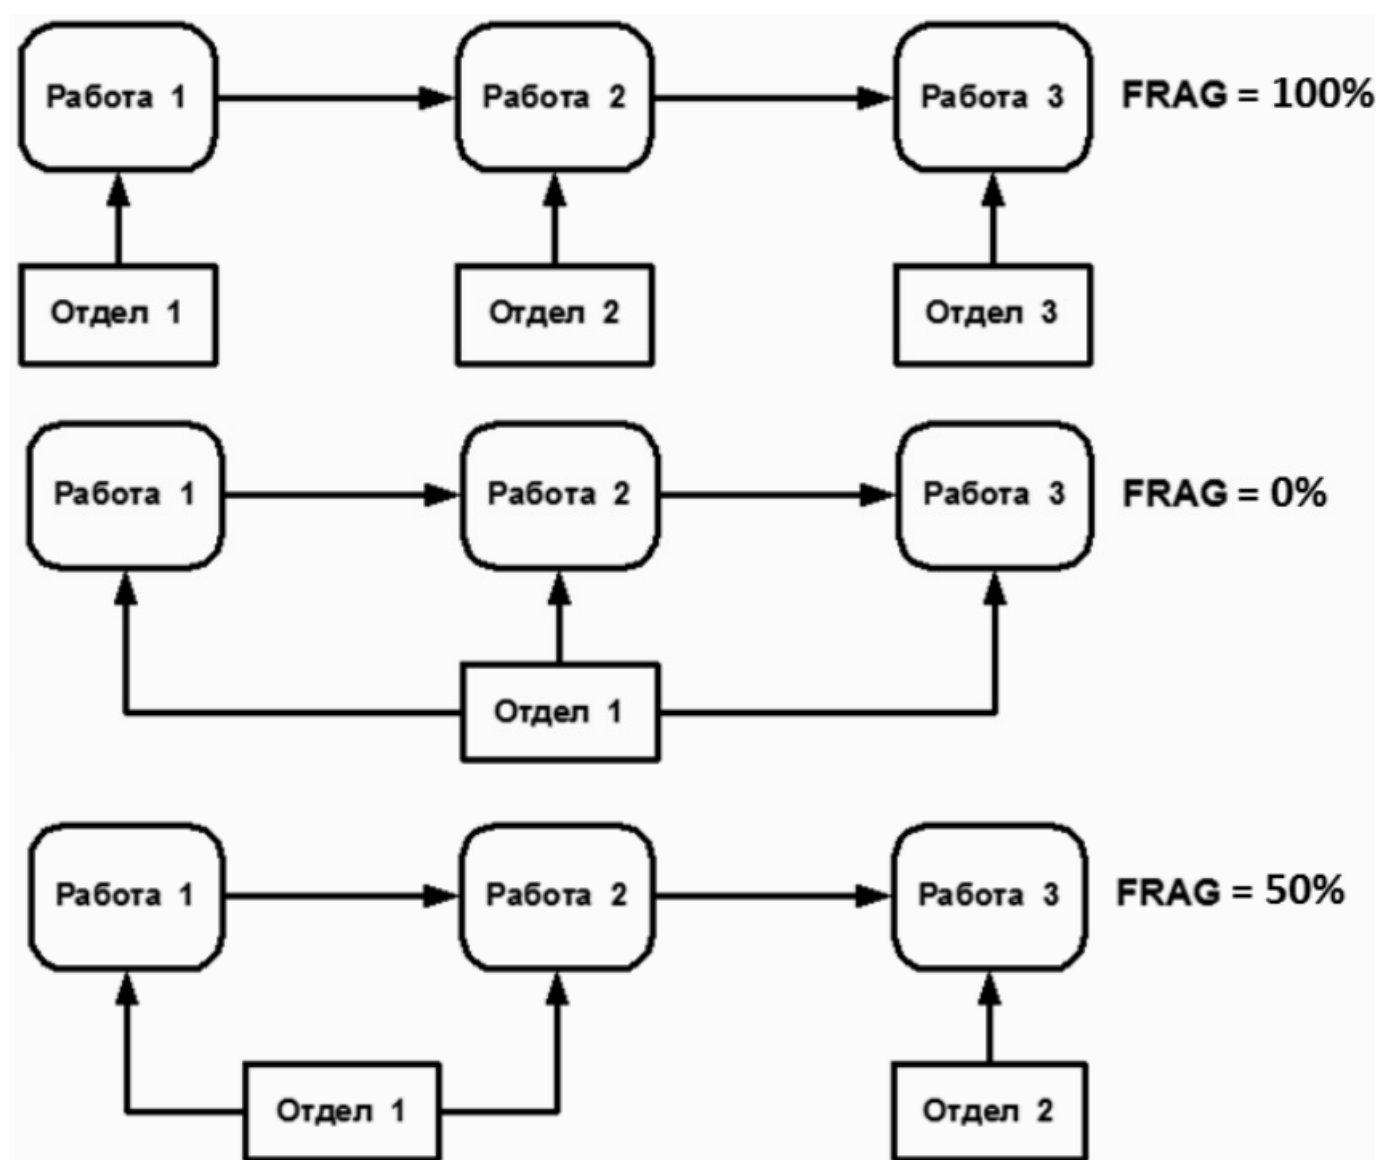 Работа 1 Работа 2 Работа 3 FRAG = 100%
Отдел 1 Отдел 2 Отдел 3
Работа 1 Работа 2 Работа 3 FRAG = 0%
Отдел 1
Работа 1 Работа 2 Работа 3 FRAG = 50%
Отдел 1 Отдел 2